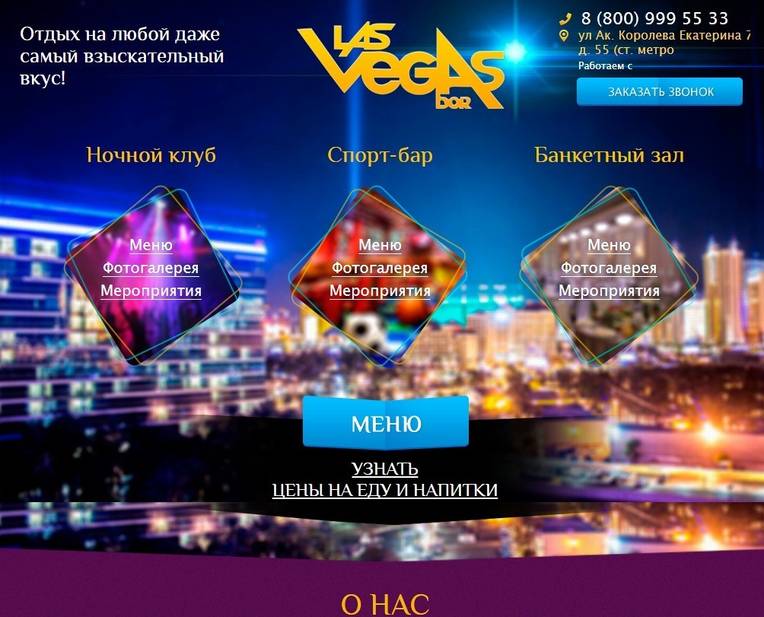 Отдых на любой даже
самый взыскательный
вкус!
LAS
VEGAS
БОR
8 (800) 999 55 33
ул Ак. Королева Екатерина
д. 55 (ст. метро
Работаем с
ЗАКАЗАТЬ ЗВОНОК
Ночной клуб
Спорт-бар
Банкетный зал
Меню
Фотогалерея
Мероприятия
Меню
Фотогалерея
Мероприятия
Меню
Фотогалерея
Мероприятия
МЕНЮ
УЗНАТЬ
ЦЕНЫ НА ЕДУ И НАПИТКИ
О НАС